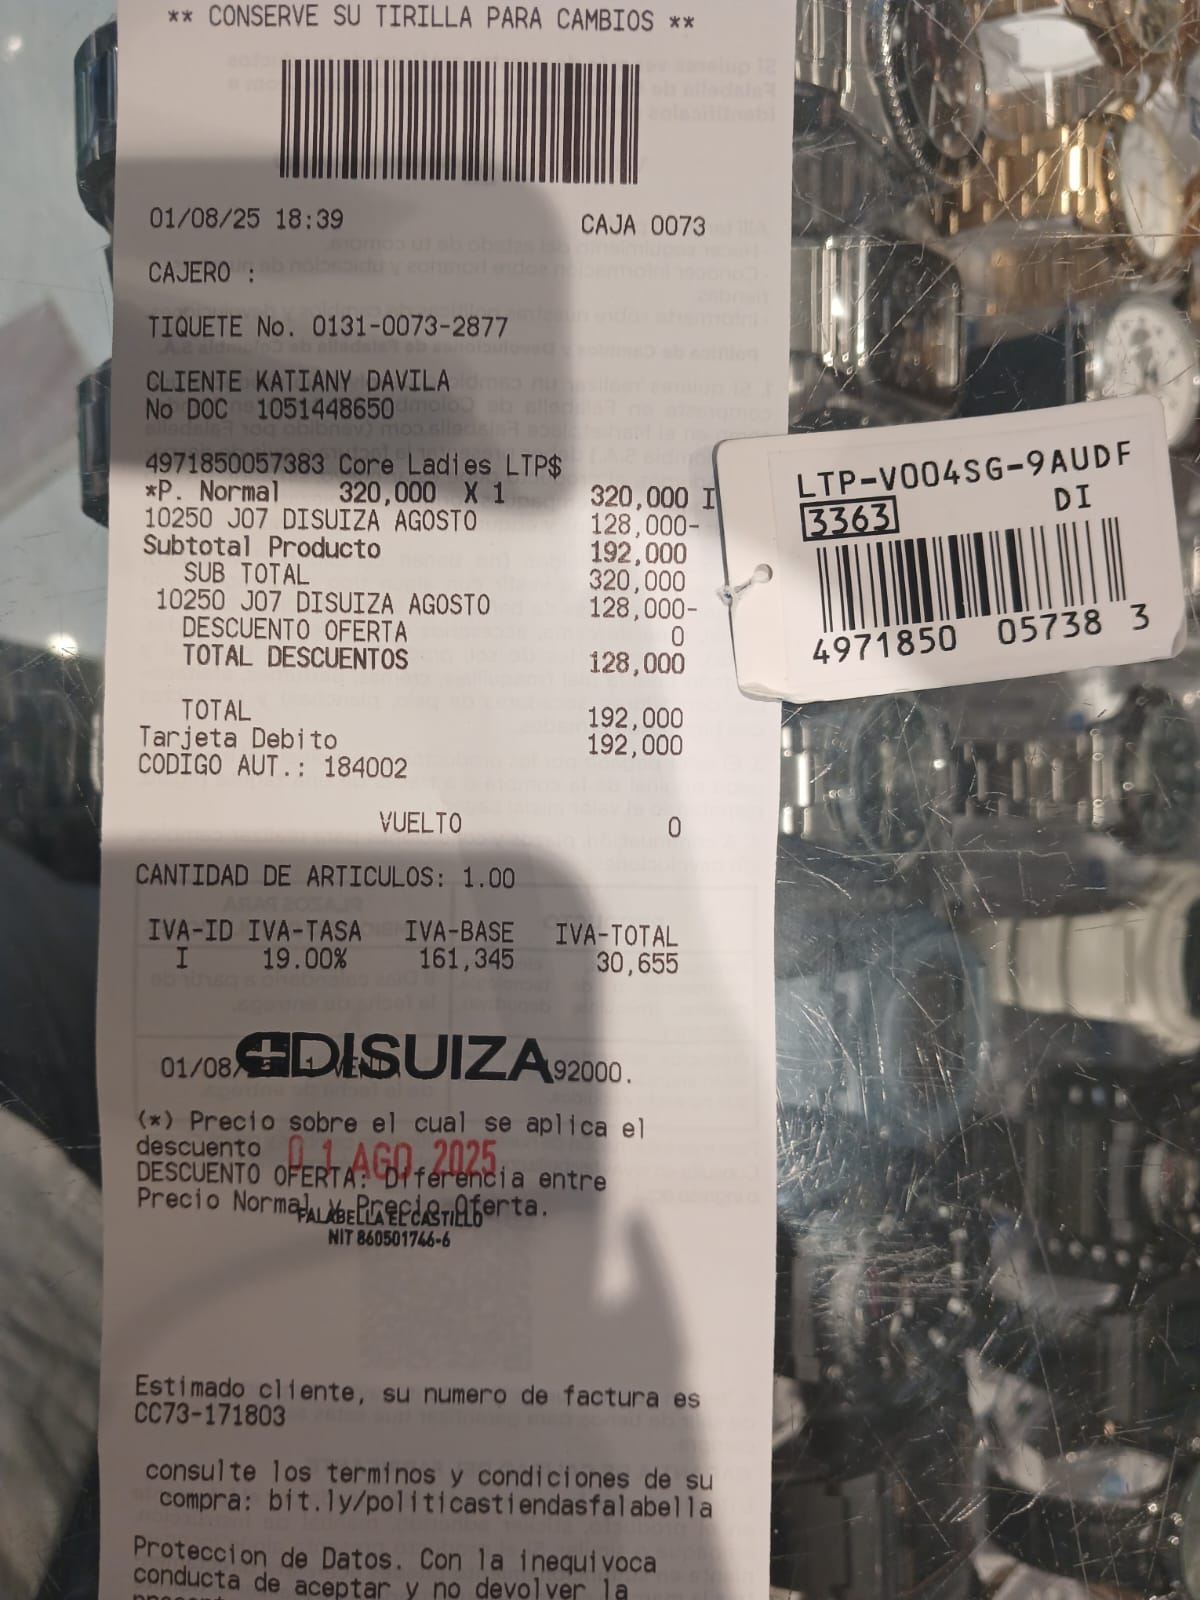 ** CONSERVE SU TIRILLA PARA CAMBIOS **
01/08/25 18:39 CAJA 0073
CAJERO :
TIQUETE No. 0131-0073-2877
CLIENTE KATIANY DAVILA
No DOC 1051448650
4971850057383 Core Ladies LTP$
*P. Normal 320,000 X 1 320,000 I
10250 J07 DISUIZA AGOSTO 128,000-
Subtotal Producto 192,000
SUB TOTAL 320,000
10250 J07 DISUIZA AGOSTO 128,000-
DESCUENTO OFERTA 0
TOTAL DESCUENTOS 128,000
TOTAL 192,000
Tarjeta Debito 192,000
CODIGO AUT.: 184002
VUELTO 0
CANTIDAD DE ARTICULOS: 1.00
IVA-ID IVA-TASA IVA-BASE IVA-TOTAL
I 19.00% 161,345 30,655
DISUIZA
01/08/ 92000.
(*) Precio sobre el cual se aplica el
descuento
01 AGO 2025
DESCUENTO OFERTA: Diferencia entre
Precio Normal y Precio Oferta.
FALABELLA EL CASTILLO
NIT 860501746-6
Estimado cliente, su numero de factura es
CC73-171803
consulte los terminos y condiciones de su
compra: bit.ly/politicastiendasfalabella
Proteccion de Datos. Con la inequivoca
conducta de aceptar y no devolver la
LTP-V004SG-9AUDF
3363 DI
4971850 05738 3